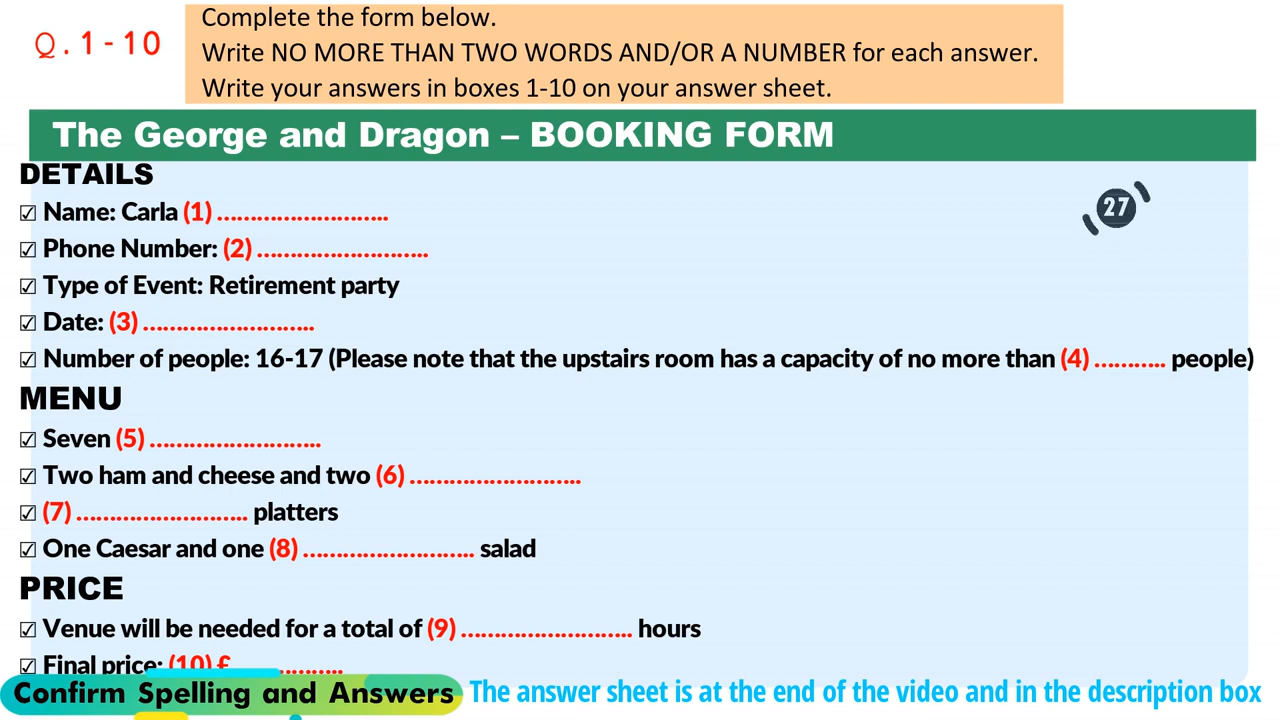 Q.1-10
Complete the form below.
Write NO MORE THAN TWO WORDS AND/OR A NUMBER for each answer.
Write your answers in boxes 1-10 on your answer sheet.
The George and Dragon – BOOKING FORM
DETAILS
27
☑ Name: Carla (1) ……………………..
☑ Phone Number: (2) ……………………..
☑ Type of Event: Retirement party
☑ Date: (3) ……………………..
☑ Number of people: 16-17 (Please note that the upstairs room has a capacity of no more than (4) ……….. people)
MENU
☑ Seven (5) ……………………..
☑ Two ham and cheese and two (6) ……………………..
☑ (7) …………………….. platters
☑ One Caesar and one (8) …………………….. salad
PRICE
☑ Venue will be needed for a total of (9) …………………….. hours
☑ Final price: (10) £ ……………..
Confirm Spelling and Answers The answer sheet is at the end of the video and in the description box